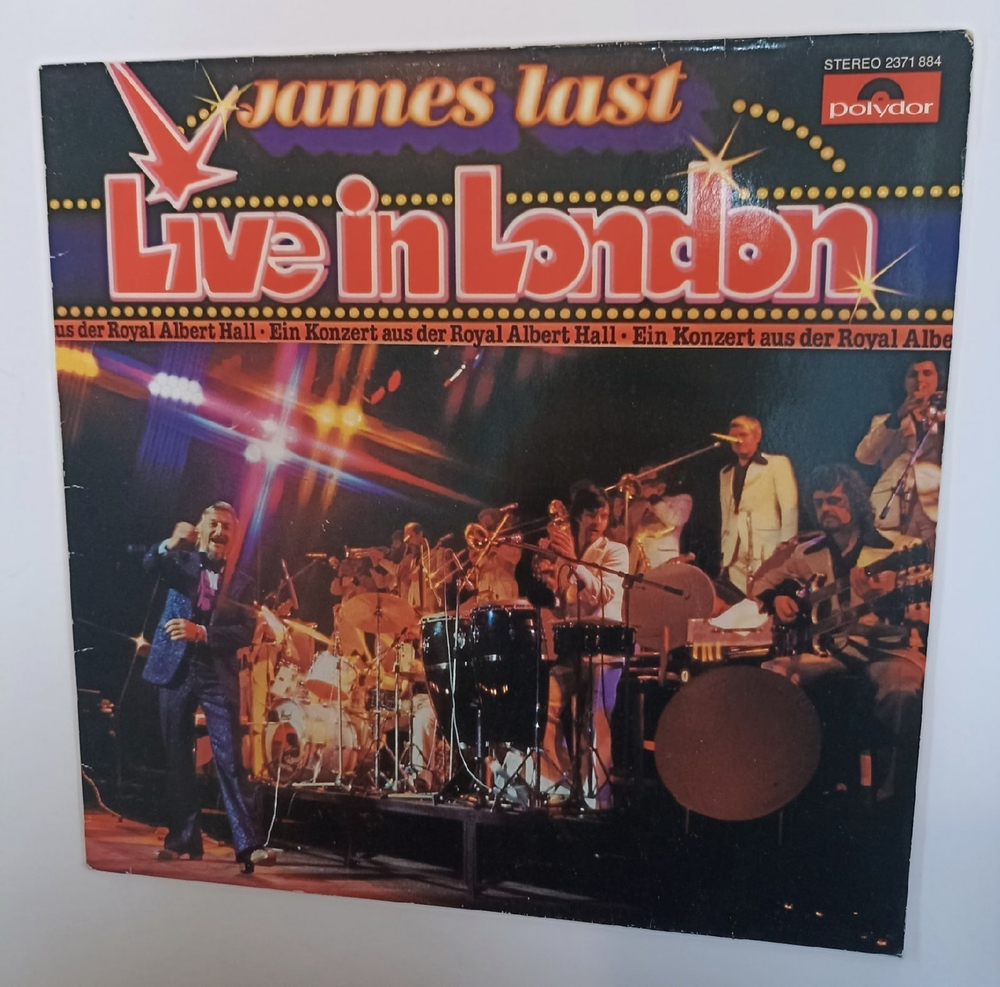 STEREO 2371 884
polydor
James last
Live in London
us der Royal Albert Hall · Ein Konzert aus der Royal Albert Hall · Ein Konzert aus der Royal Albe